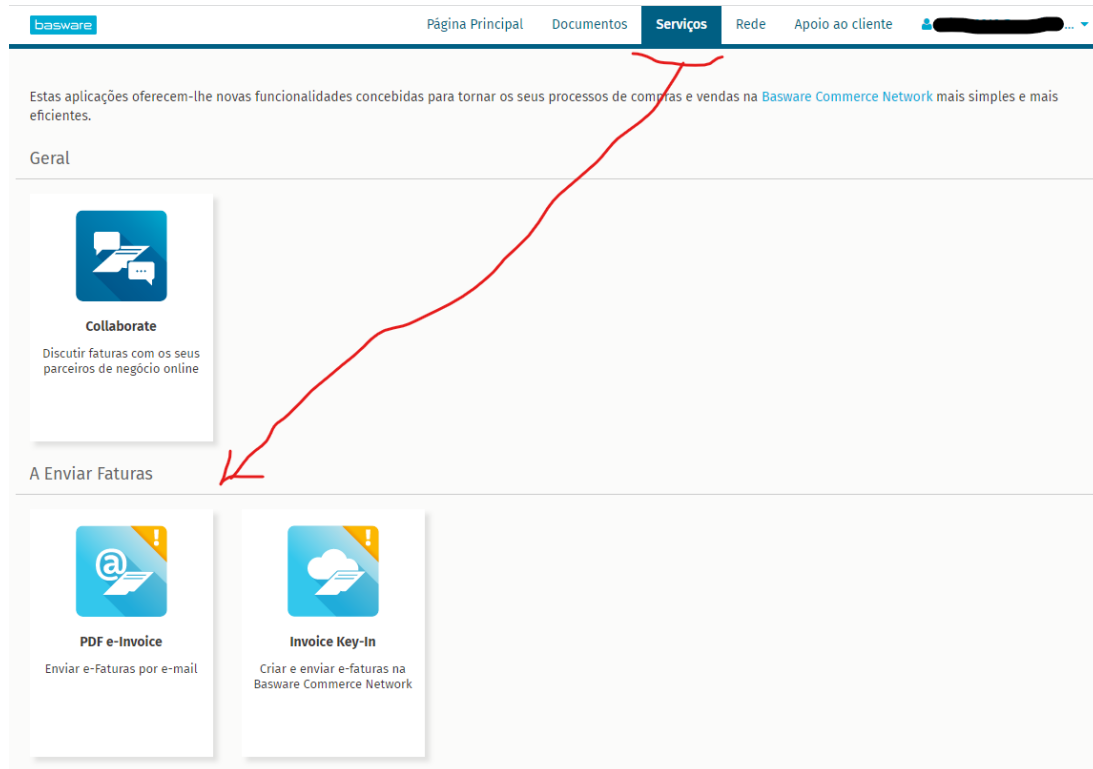 basware
Página Principal Documentos Serviços Rede Apoio ao cliente ...
Estas aplicações oferecem-lhe novas funcionalidades concebidas para tornar os seus processos de compras e vendas na Basware Commerce Network mais simples e mais
eficientes.
Geral
Collaborate
Discutir faturas com os seus
parceiros de negócio online
A Enviar Faturas
@
!
PDF e-Invoice
Enviar e-Faturas por e-mail
!
Invoice Key-In
Criar e enviar e-faturas na
Basware Commerce Network